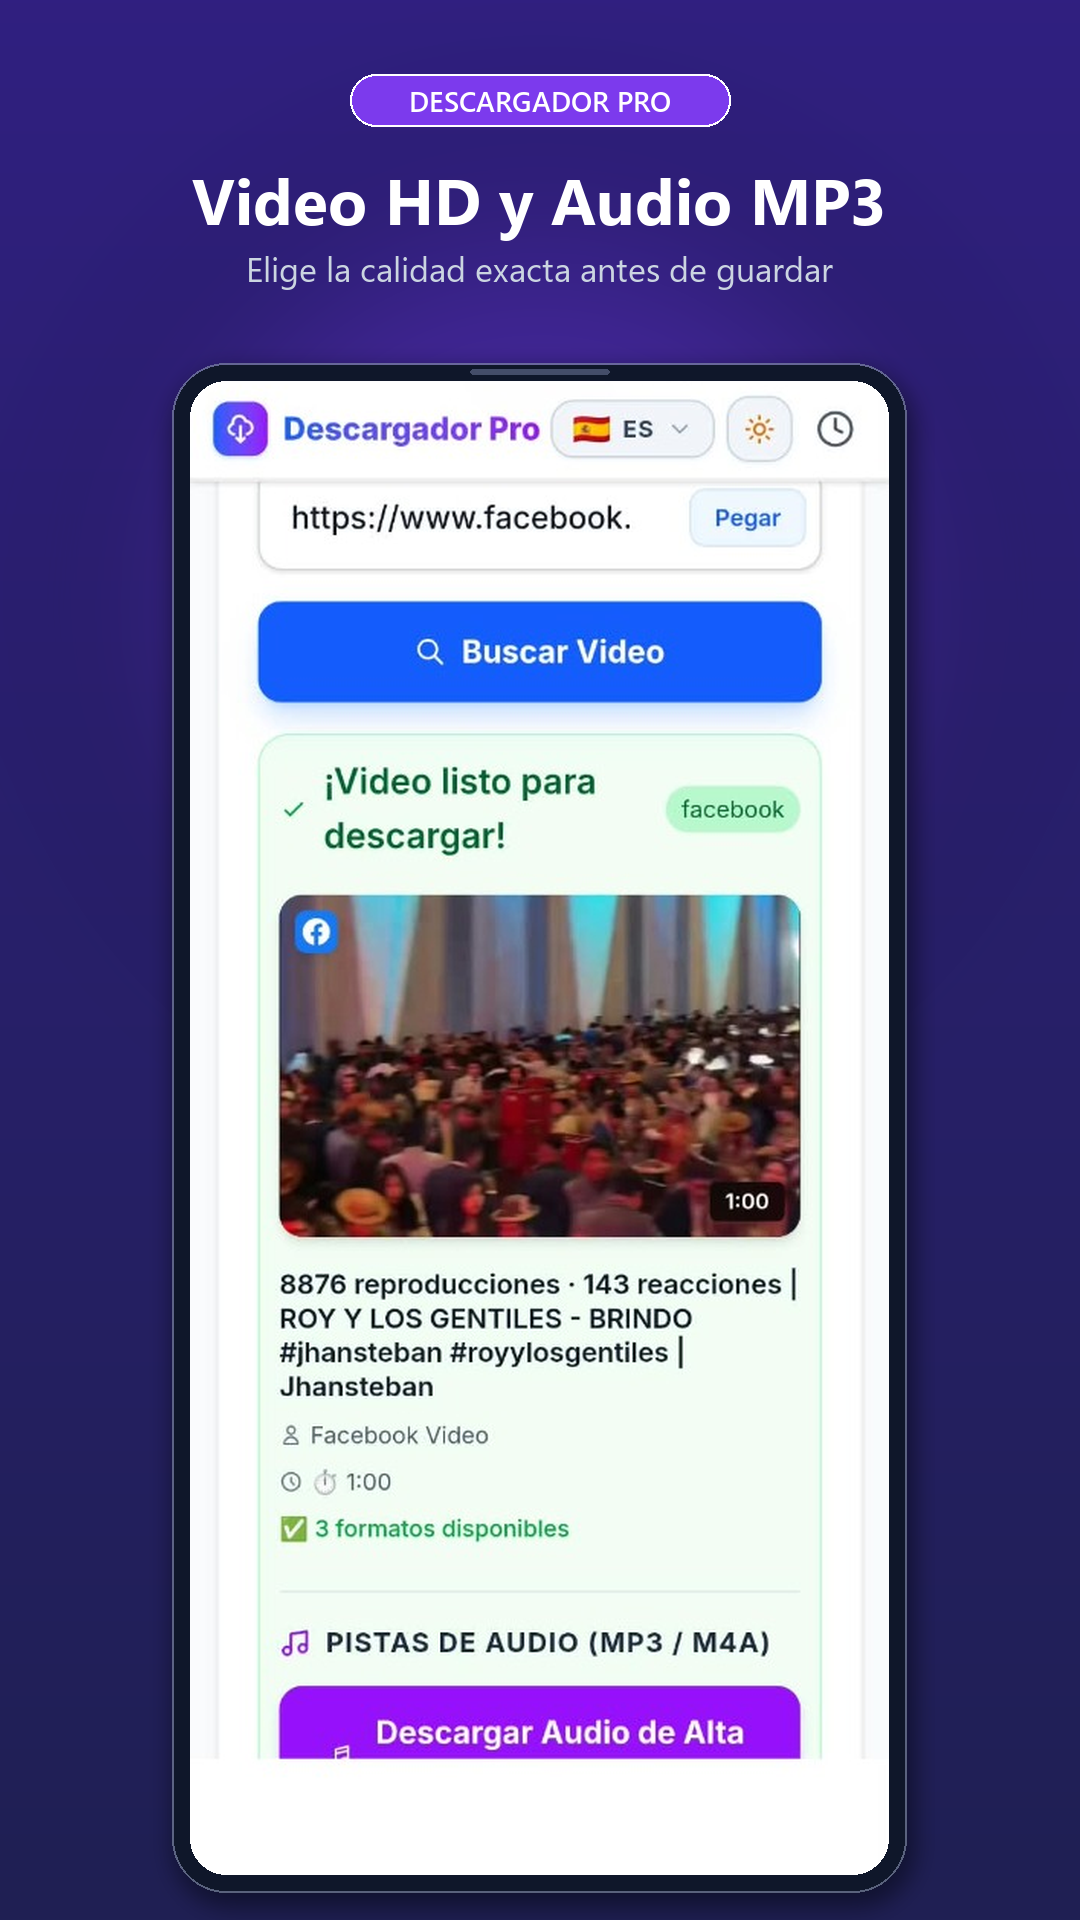 DESCARGADOR PRO
Video HD y Audio MP3
Elige la calidad exacta antes de guardar
Descargador Pro
ES
https://www.facebook.
Pegar
Buscar Video
¡Video listo para
descargar!
facebook
1:00
8876 reproducciones · 143 reacciones |
ROY Y LOS GENTILES - BRINDO
#jhansteban #royylosgentiles |
Jhansteban
Facebook Video
1:00
3 formatos disponibles
PISTAS DE AUDIO (MP3 / M4A)
Descargar Audio de Alta